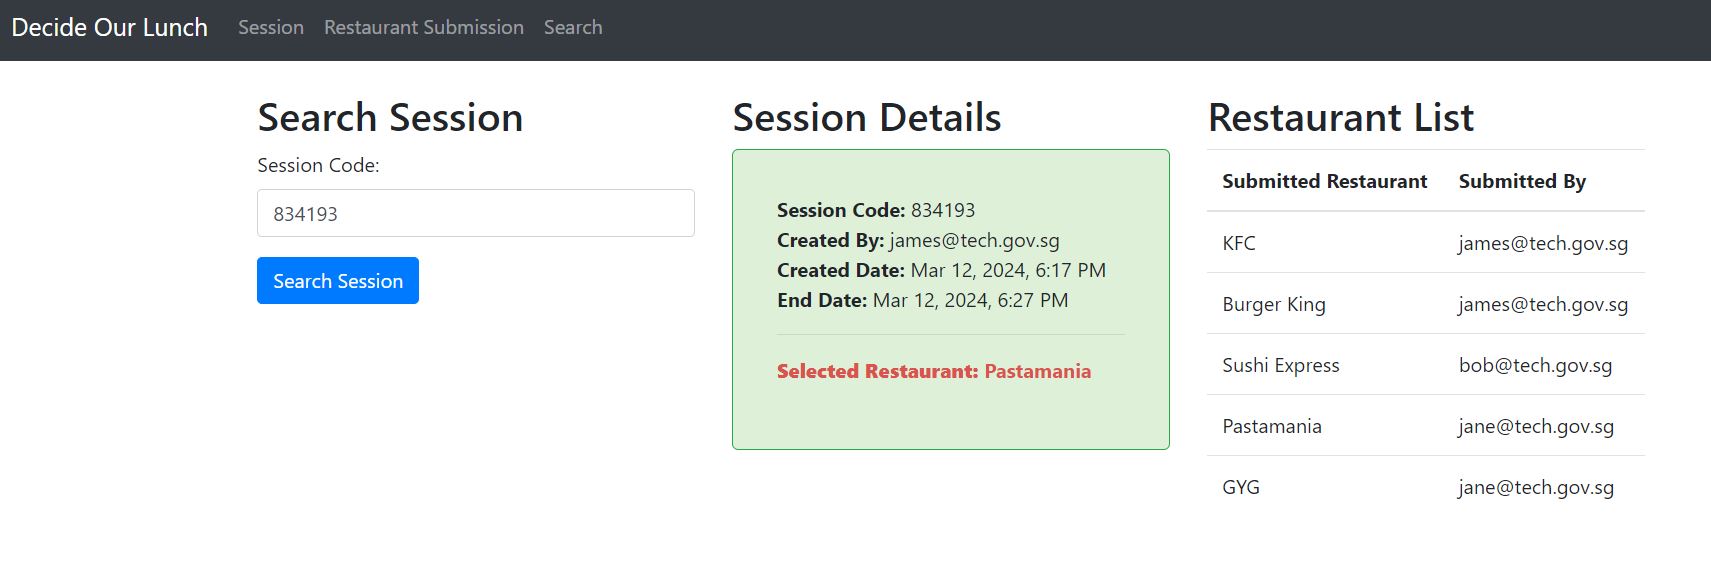 Decide Our Lunch Session Restaurant Submission Search
Search Session
Session Code:
834193
Search Session
Session Details
Session Code: 834193
Created By: james@tech.gov.sg
Created Date: Mar 12, 2024, 6:17 PM
End Date: Mar 12, 2024, 6:27 PM
Selected Restaurant: Pastamania
Restaurant List
Submitted Restaurant Submitted By
KFC james@tech.gov.sg
Burger King james@tech.gov.sg
Sushi Express bob@tech.gov.sg
Pastamania jane@tech.gov.sg
GYG jane@tech.gov.sg